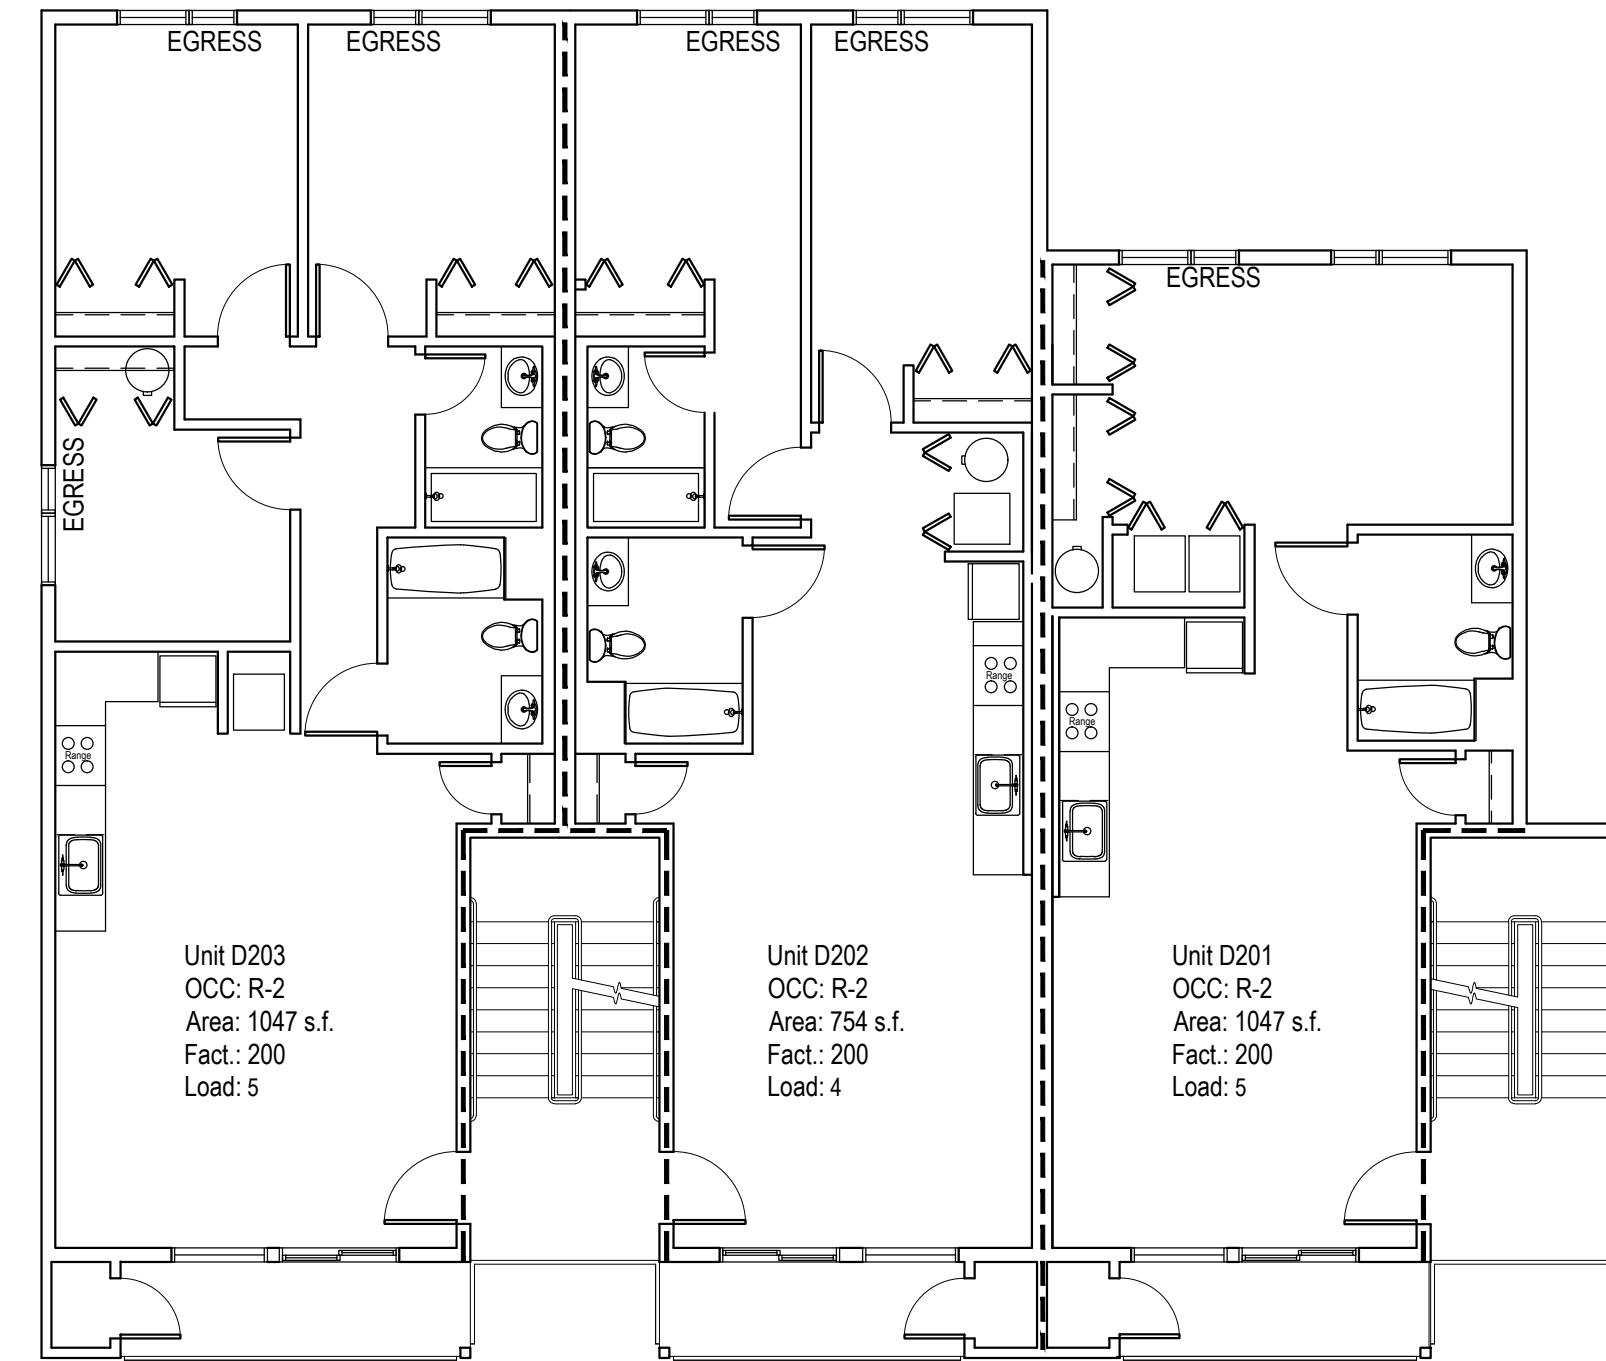 EGRESS
EGRESS
EGRESS
EGRESS
EGRESS
EGRESS
Range
Range
Range
Unit D203
OCC: R-2
Area: 1047 s.f.
Fact.: 200
Load: 5
Unit D202
OCC: R-2
Area: 754 s.f.
Fact.: 200
Load: 4
Unit D201
OCC: R-2
Area: 1047 s.f.
Fact.: 200
Load: 5